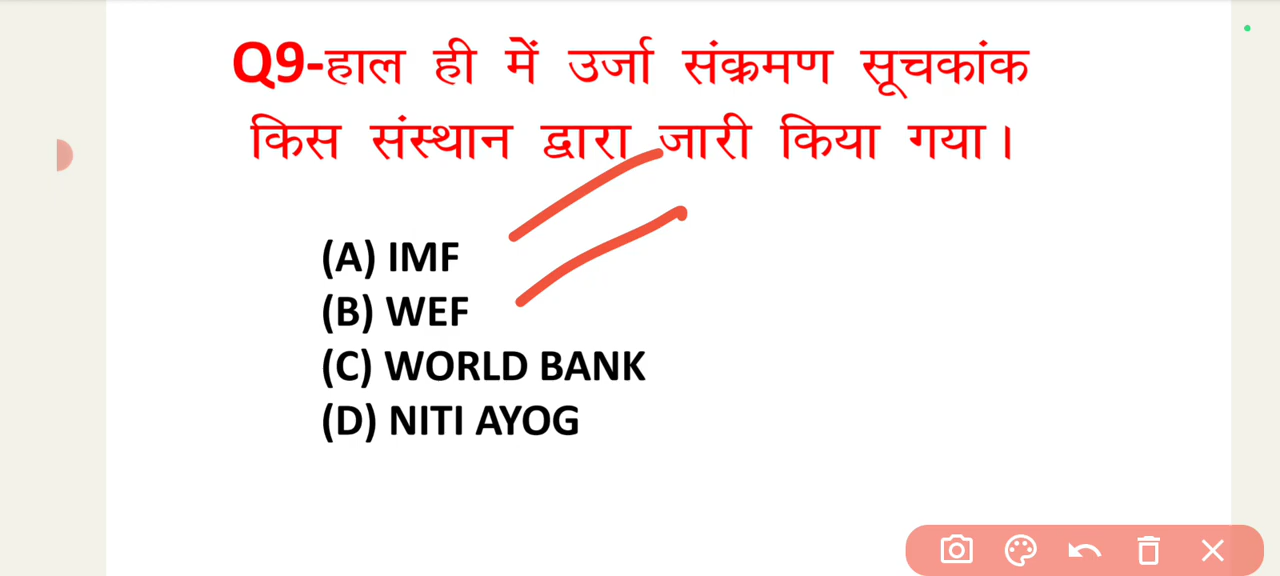 Q9-हाल ही में उर्जा संक्रमण सूचकांक
किस संस्थान द्वारा जारी किया गया।
(A) IMF
(B) WEF
(C) WORLD BANK
(D) NITI AYOG